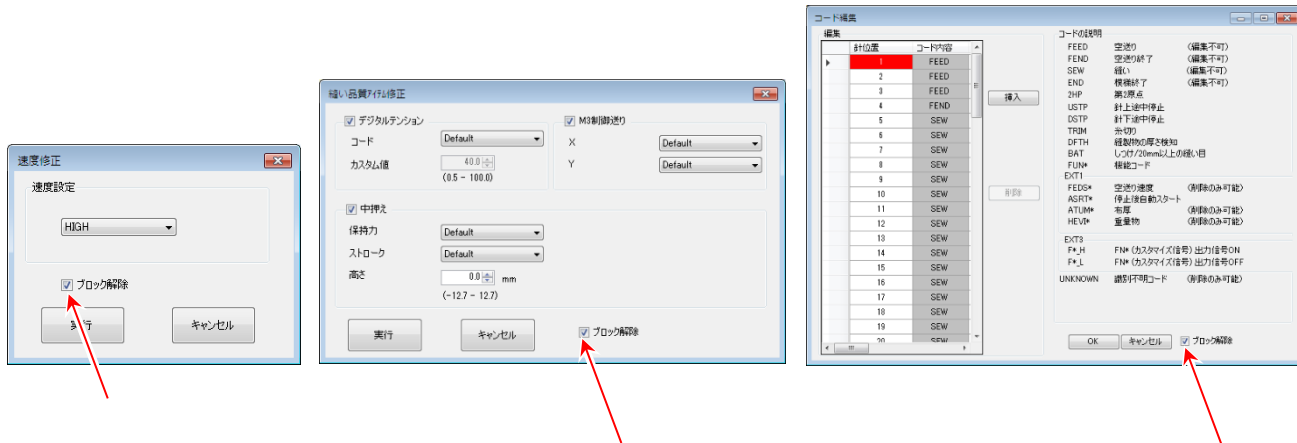 速度修正
速度設定
HIGH
ブロック解除
実行
キャンセル
縫い品質ｱｲﾃﾑ修正
デジタルテンション
コード
Default
カスタム値
40.0
(0.5 - 100.0)
M3制御送り
X
Default
Y
Default
中押え
保持力
Default
ストローク
Default
高さ
0.0
mm
(-12.7 - 12.7)
実行
キャンセル
ブロック解除
コード編集
編集
針位置 コード内容
1 FEED
2 FEED
3 FEED
4 FEND
5 SEW
6 SEW
7 SEW
8 SEW
9 SEW
10 SEW
11 SEW
12 SEW
13 SEW
14 SEW
15 SEW
16 SEW
17 SEW
18 SEW
19 SEW
20 SEW
挿入
削除
コードの説明
FEED 空送り (編集不可)
FEND 空送り終了 (編集不可)
SEW 縫い (編集不可)
END 模様終了 (編集不可)
2HP 第2原点
USTP 針上途中停止
DSTP 針下途中停止
TRIM 糸切り
DFTH 縫製物の厚さ検知
BAT しつけ/20mm以上の縫い目
FUN* 機能コード
EXT1
FEDS* 空送り速度 (削除のみ可能)
ASRT* 停止後自動スタート
ATUM* 布厚 (削除のみ可能)
HEVI* 重量物 (削除のみ可能)
EXT3
F*_H FN* (カスタマイズ信号) 出力信号ON
F*_L FN* (カスタマイズ信号) 出力信号OFF
UNKNOWN 識別不明コード (削除のみ可能)
OK
キャンセル
ブロック解除